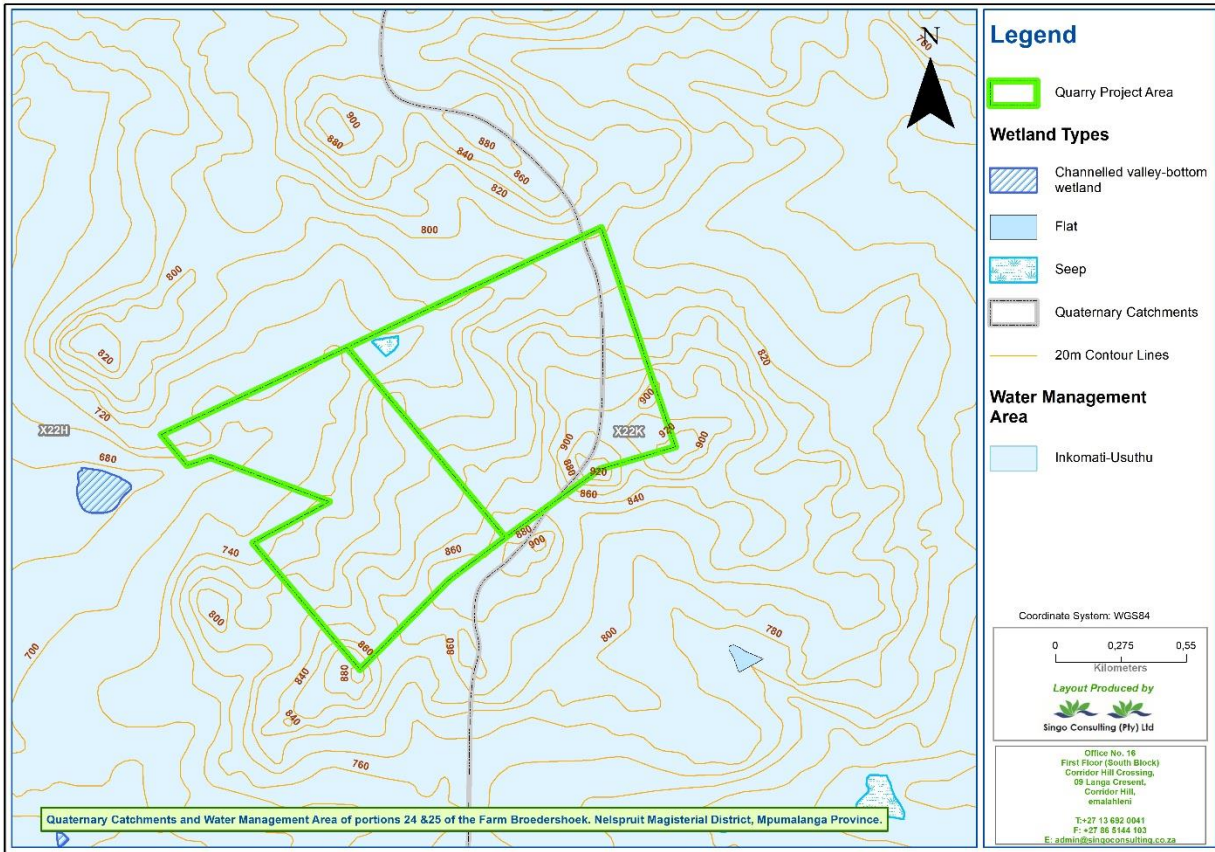 N
760
900
880
880
840
860
820
800
800
820
820
720
X22H
680
900
900
X22K
920
900
880
920
860
840
880
900
860
740
800
860
800
780
700
860
840
880
840
760
Quaternary Catchments and Water Management Area of portions 24 &25 of the Farm Broedershoek. Nelspruit Magisterial District, Mpumalanga Province.
Legend
Quarry Project Area
Wetland Types
Channelled valley-bottom
wetland
Flat
Seep
Quaternary Catchments
20m Contour Lines
Water Management
Area
Inkomati-Usuthu
Coordinate System: WGS84
0 0,275 0,55
Kilometers
Layout Produced by
Singo Consulting (Pty) Ltd
Office No. 16
First Floor (South Block)
Corridor Hill Crossing,
09 Langa Cresent,
Corridor Hill,
emalahleni
T:+27 13 692 0041
F: +27 86 5144 103
E: admin@singoconsulting.co.za